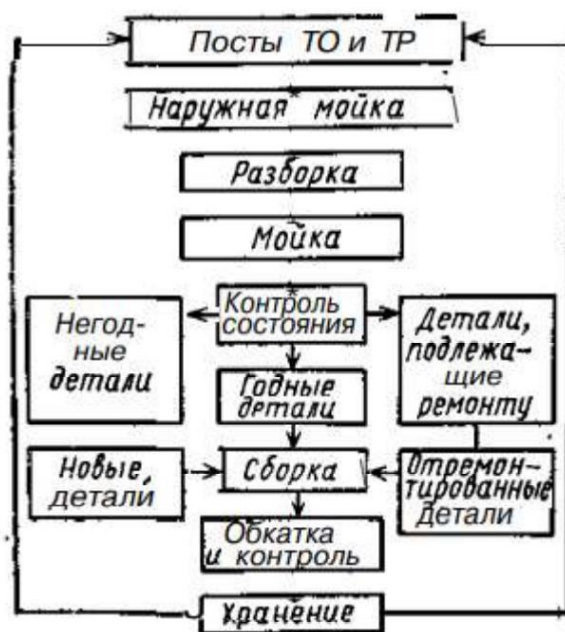 Посты ТО и ТР
Наружная мойка
Разборка
Мойка
Контроль
состояния
Негод-
ные
детали
Детали,
подлежа-
щие
ремонту
Годные
детали
Новые
детали
Сборка
Отремон-
тированные
детали
Обкатка
и контроль
Хранение